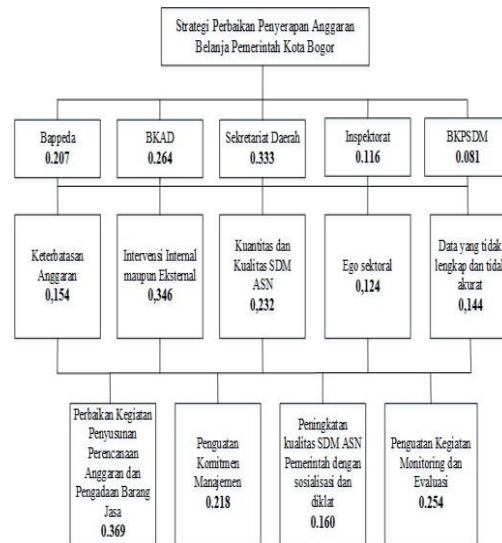 Strategi Perbaikan Penyerapan Anggaran
Belanja Pemerintah Kota Bogor
Bappeda
0.207
BKAD
0.264
Sekretariat Daerah
0.333
Inspektorat
0.116
BKPSDM
0.081
Keterbatasan
Anggaran
0,154
Intervensi Internal
maupun Eksternal
0,346
Kuantitas dan
Kualitas SDM
ASN
0,232
Ego sektoral
0,124
Data yang tidak
lengkap dan tidak
akurat
0,144
Perbaikan Kegiatan
Penyusunan
Perencanaan
Anggaran dan
Pengadaan Barang
Jasa
0.369
Penguatan
Komitmen
Manajemen
0.218
Peningkatan
kualitas SDM ASN
Pemerintah dengan
sosialisasi dan
diklat
0.160
Penguatan Kegiatan
Monitoring dan
Evaluasi
0.254